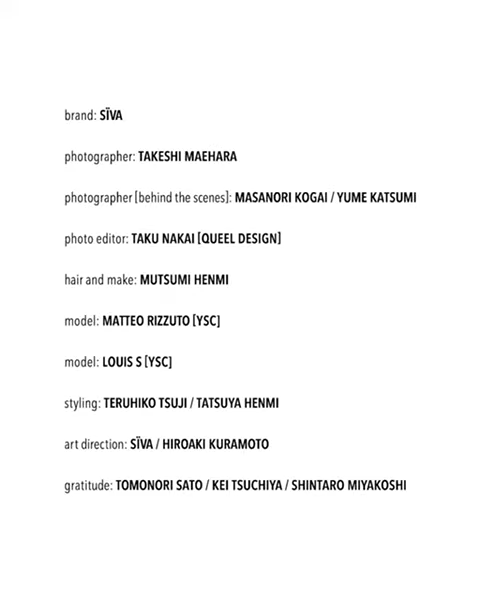 brand: SÏVA
photographer: TAKESHI MAEHARA
photographer [behind the scenes]: MASANORI KOGAI / YUME KATSUMI
photo editor: TAKU NAKAI [QUEEL DESIGN]
hair and make: MUTSUMI HENMI
model: MATTEO RIZZUTO [YSC]
model: LOUIS S [YSC]
styling: TERUHIKO TSUJI / TATSUYA HENMI
art direction: SÏVA / HIROAKI KURAMOTO
gratitude: TOMONORI SATO / KEI TSUCHIYA / SHINTARO MIYAKOSHI